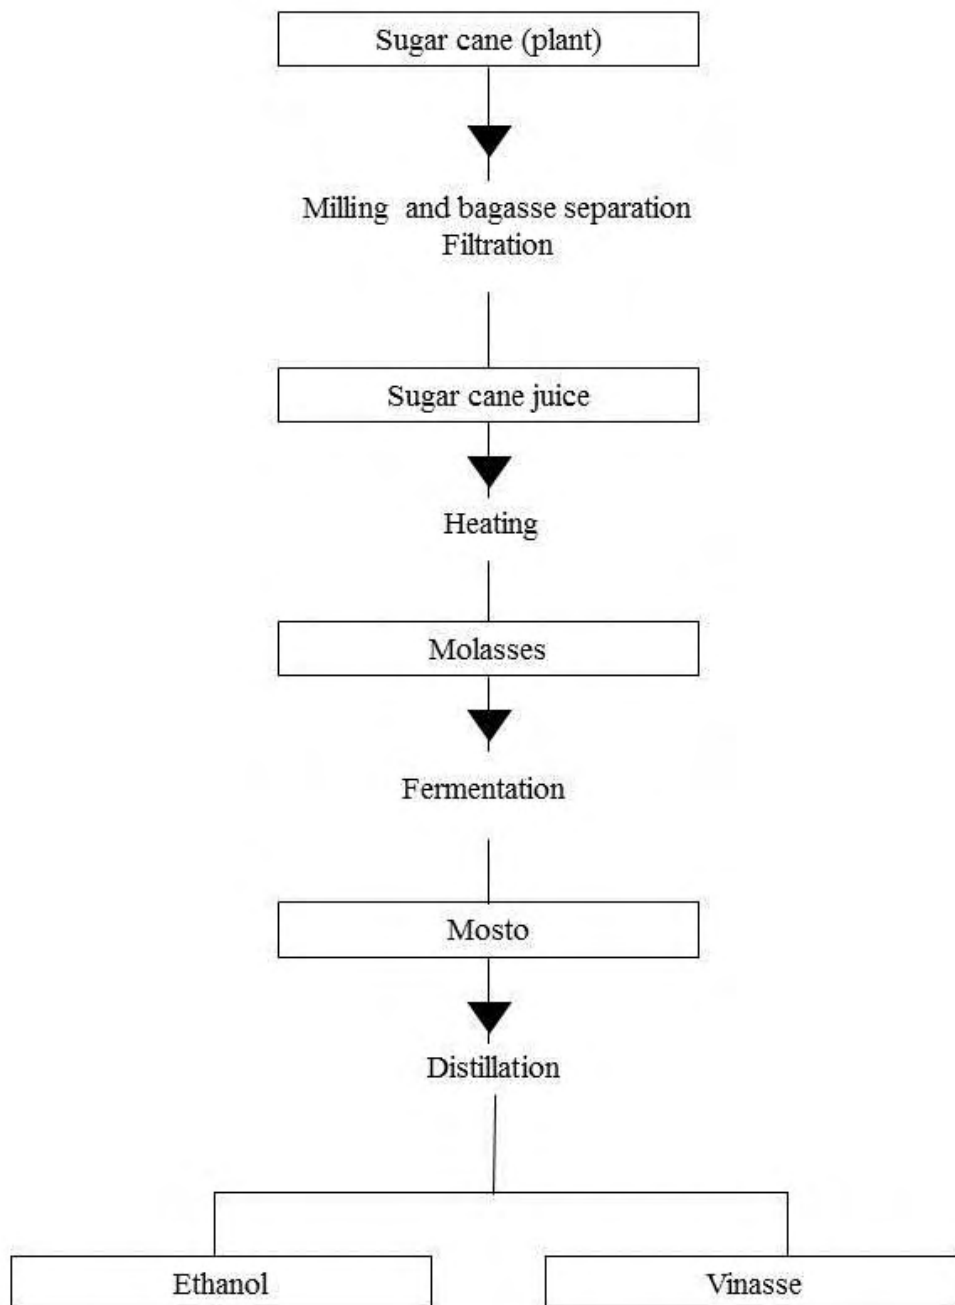 Sugar cane (plant)
Milling and bagasse separation
Filtration
Sugar cane juice
Heating
Molasses
Fermentation
Mosto
Distillation
Ethanol
Vinasse